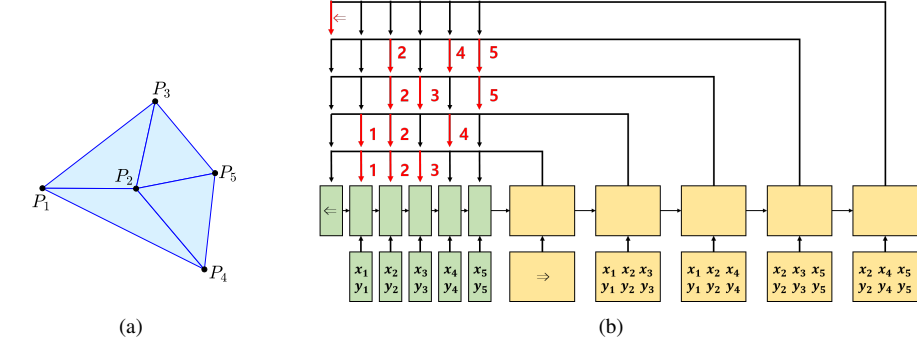 P₃
P₂
P₅
P₁
P₄
(a)
⇐
2 4 5
2 3 5
1 2 4
1 2 3
⇐
x₁ x₂ x₃ x₄ x₅ ⇒ x₁ x₂ x₃ x₁ x₂ x₄ x₂ x₃ x₅ x₂ x₄ x₅
y₁ y₂ y₃ y₄ y₅ y₁ y₂ y₃ y₁ y₂ y₄ y₂ y₃ y₅ y₂ y₄ y₅
(b)